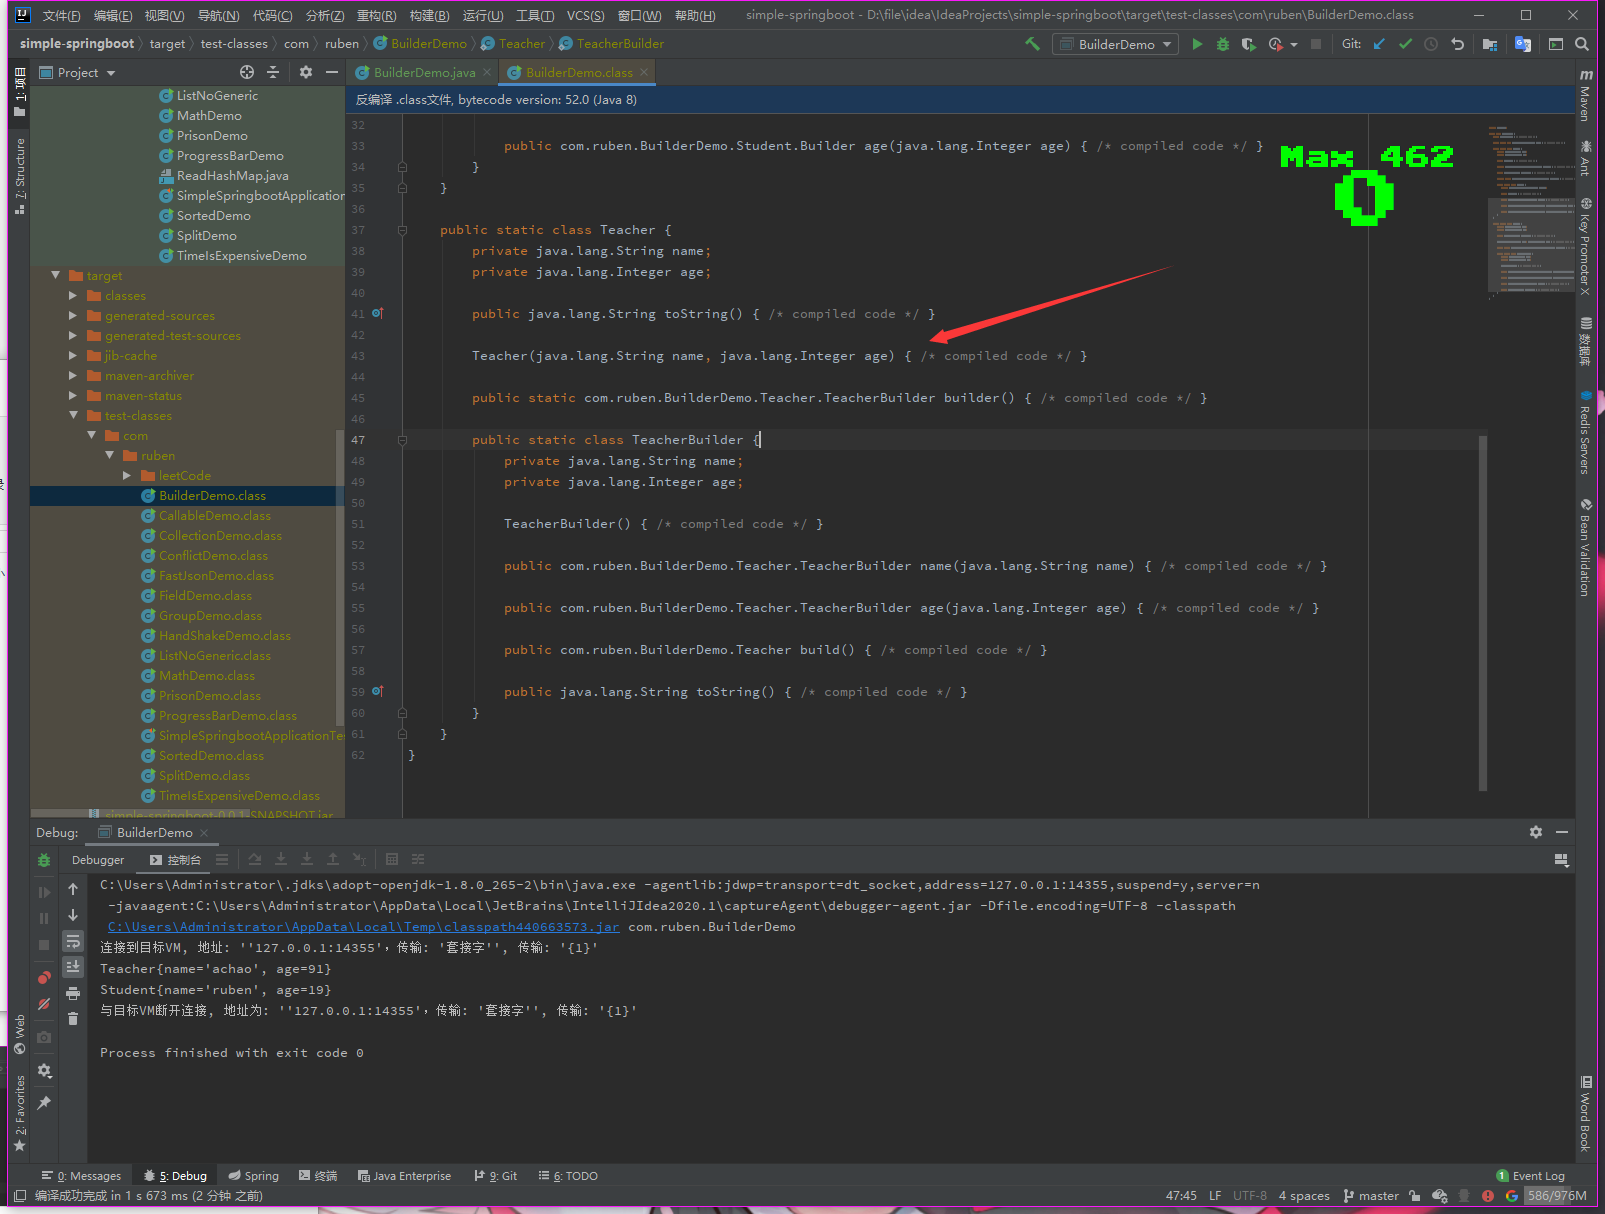 文件(F) 编辑(E) 视图(V) 导航(N) 代码(C) 分析(Z) 重构(R) 构建(B) 运行(U) 工具(T) VCS(S) 窗口(W) 帮助(H) simple-springboot - D:\file\idea\IdeaProjects\simple-springboot\target\test-classes\com\ruben\BuilderDemo.class
simple-springboot target test-classes com ruben BuilderDemo Teacher TeacherBuilder BuilderDemo Git:
Project
BuilderDemo.java BuilderDemo.class
反编译 .class文件, bytecode version: 52.0 (Java 8)
1: 项目
7: Structure
Web
2: Favorites
ListNoGeneric
MathDemo
PrisonDemo
ProgressBarDemo
ReadHashMap.java
SimpleSpringbootApplication
SortedDemo
SplitDemo
TimeIsExpensiveDemo
target
classes
generated-sources
generated-test-sources
jib-cache
maven-archiver
maven-status
test-classes
com
ruben
leetCode
BuilderDemo.class
CallableDemo.class
CollectionDemo.class
ConflictDemo.class
FastJsonDemo.class
FieldDemo.class
GroupDemo.class
HandShakeDemo.class
ListNoGeneric.class
MathDemo.class
PrisonDemo.class
ProgressBarDemo.class
SimpleSpringbootApplicationTe
SortedDemo.class
SplitDemo.class
TimeIsExpensiveDemo.class
simple-springboot-0.0.1-SNAPSHOT.jar
32
33 public com.ruben.BuilderDemo.Student.Builder age(java.lang.Integer age) { /* compiled code */ }
34 }
35 }
36
37 public static class Teacher {
38 private java.lang.String name;
39 private java.lang.Integer age;
40
41 public java.lang.String toString() { /* compiled code */ }
42
43 Teacher(java.lang.String name, java.lang.Integer age) { /* compiled code */ }
44
45 public static com.ruben.BuilderDemo.Teacher.TeacherBuilder builder() { /* compiled code */ }
46
47 public static class TeacherBuilder {
48 private java.lang.String name;
49 private java.lang.Integer age;
50
51 TeacherBuilder() { /* compiled code */ }
52
53 public com.ruben.BuilderDemo.Teacher.TeacherBuilder name(java.lang.String name) { /* compiled code */ }
54
55 public com.ruben.BuilderDemo.Teacher.TeacherBuilder age(java.lang.Integer age) { /* compiled code */ }
56
57 public com.ruben.BuilderDemo.Teacher build() { /* compiled code */ }
58
59 public java.lang.String toString() { /* compiled code */ }
60 }
61 }
62 }
Max 462
0
Maven
Ant
Key Promoter X
数据库
Redis Servers
Bean Validation
Word Book
Debug: BuilderDemo
Debugger 控制台
C:\Users\Administrator\.jdks\adopt-openjdk-1.8.0_265-2\bin\java.exe -agentlib:jdwp=transport=dt_socket,address=127.0.0.1:14355,suspend=y,server=n
-javaagent:C:\Users\Administrator\AppData\Local\JetBrains\IntelliJIdea2020.1\captureAgent\debugger-agent.jar -Dfile.encoding=UTF-8 -classpath
C:\Users\Administrator\AppData\Local\Temp\classpath440663573.jar com.ruben.BuilderDemo
连接到目标VM, 地址: ''127.0.0.1:14355', 传输: '套接字'', 传输: '{1}'
Teacher{name='achao', age=91}
Student{name='ruben', age=19}
与目标VM断开连接, 地址为: ''127.0.0.1:14355', 传输: '套接字'', 传输: '{1}'
Process finished with exit code 0
0: Messages 5: Debug Spring 终端 Java Enterprise 9: Git 6: TODO 1 Event Log
编译成功完成 in 1 s 673 ms (2 分钟 之前) 47:45 LF UTF-8 4 spaces master 586/976M